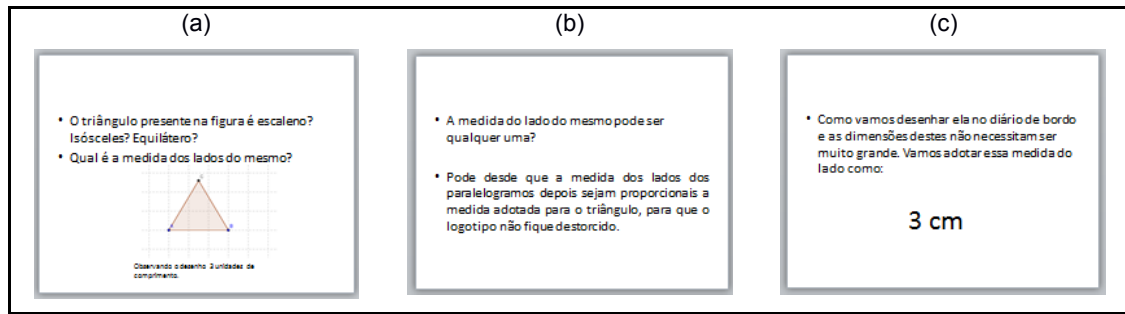 (a)
(b)
(c)
• O triângulo presente na figura é escaleno?
Isósceles? Equilátero?
• Qual é a medida dos lados do mesmo?
Observando o desenho 3 unidades de
comprimento.
• A medida do lado do mesmo pode ser
qualquer uma?
• Pode desde que a medida dos lados dos
paralelogramos depois sejam proporcionais a
medida adotada para o triângulo, para que o
logotipo não fique destorcido.
• Como vamos desenhar ela no diário de bordo
e as dimensões destes não necessitam ser
muito grande. Vamos adotar essa medida do
lado como:
3 cm